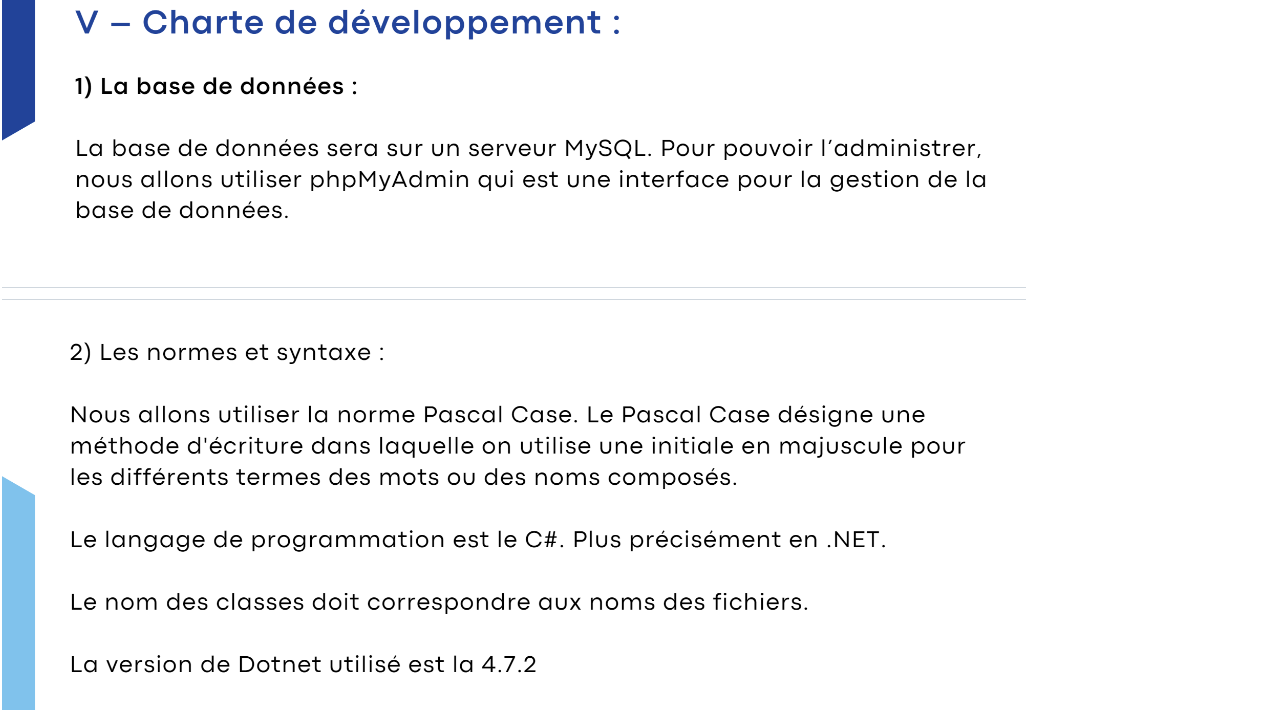 V – Charte de développement :
1) La base de données :
La base de données sera sur un serveur MySQL. Pour pouvoir l’administrer,
nous allons utiliser phpMyAdmin qui est une interface pour la gestion de la
base de données.
2) Les normes et syntaxe :
Nous allons utiliser la norme Pascal Case. Le Pascal Case désigne une
méthode d'écriture dans laquelle on utilise une initiale en majuscule pour
les différents termes des mots ou des noms composés.
Le langage de programmation est le C#. Plus précisément en .NET.
Le nom des classes doit correspondre aux noms des fichiers.
La version de Dotnet utilisé est la 4.7.2